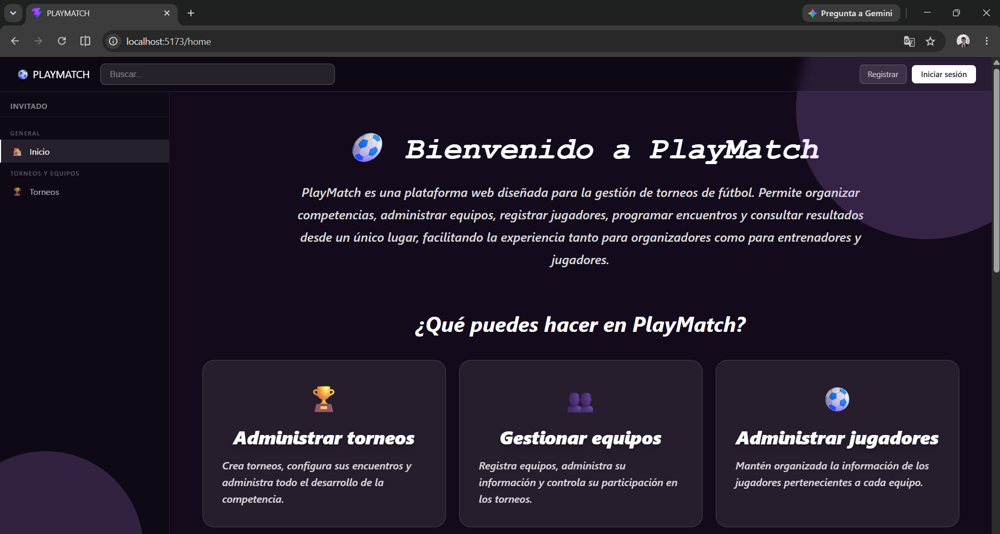 PLAYMATCH
Pregunta a Gemini
localhost:5173/home
PLAYMATCH
Buscar...
Registrar
Iniciar sesión
INVITADO
GENERAL
Inicio
TORNEOS Y EQUIPOS
Torneos
Bienvenido a PlayMatch
PlayMatch es una plataforma web diseñada para la gestión de torneos de fútbol. Permite organizar
competencias, administrar equipos, registrar jugadores, programar encuentros y consultar resultados
desde un único lugar, facilitando la experiencia tanto para organizadores como para entrenadores y
jugadores.
¿Qué puedes hacer en PlayMatch?
Administrar torneos
Crea torneos, configura sus encuentros y
administra todo el desarrollo de la
competencia.
Gestionar equipos
Registra equipos, administra su
información y controla su participación en
los torneos.
Administrar jugadores
Mantén organizada la información de los
jugadores pertenecientes a cada equipo.